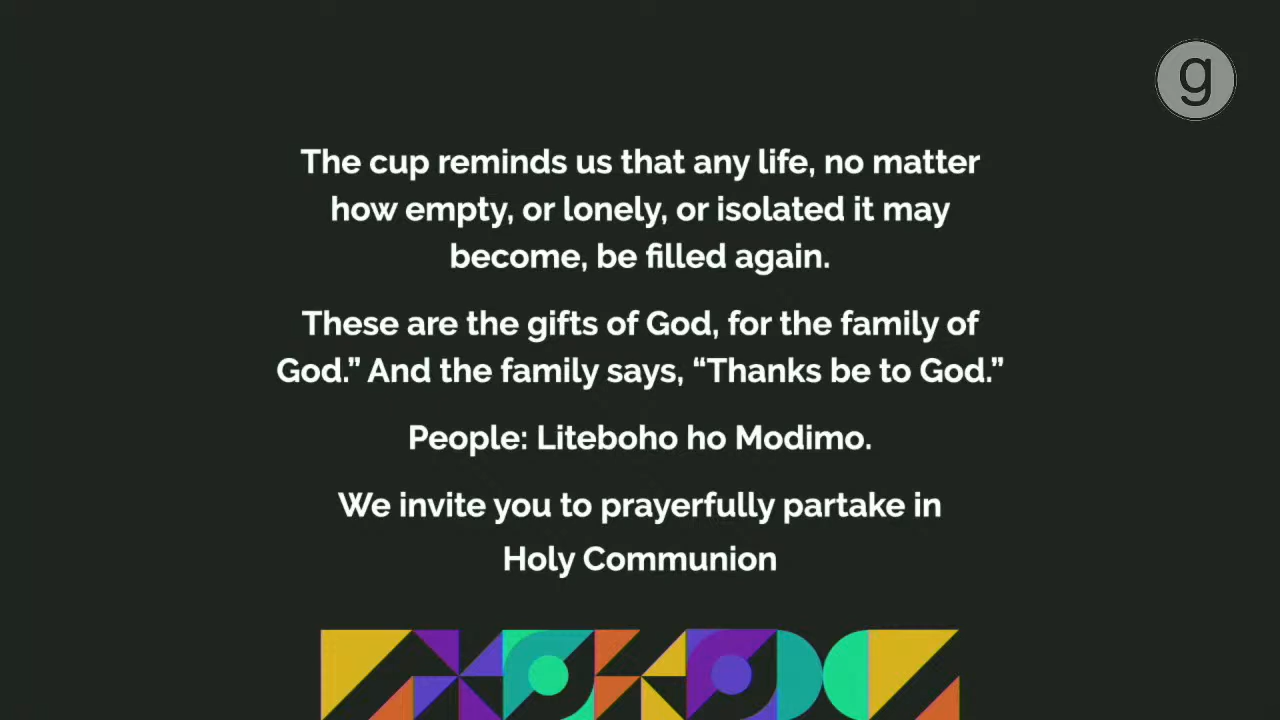 g
The cup reminds us that any life, no matter
how empty, or lonely, or isolated it may
become, be filled again.
These are the gifts of God, for the family of
God.” And the family says, “Thanks be to God.”
People: Liteboho ho Modimo.
We invite you to prayerfully partake in
Holy Communion